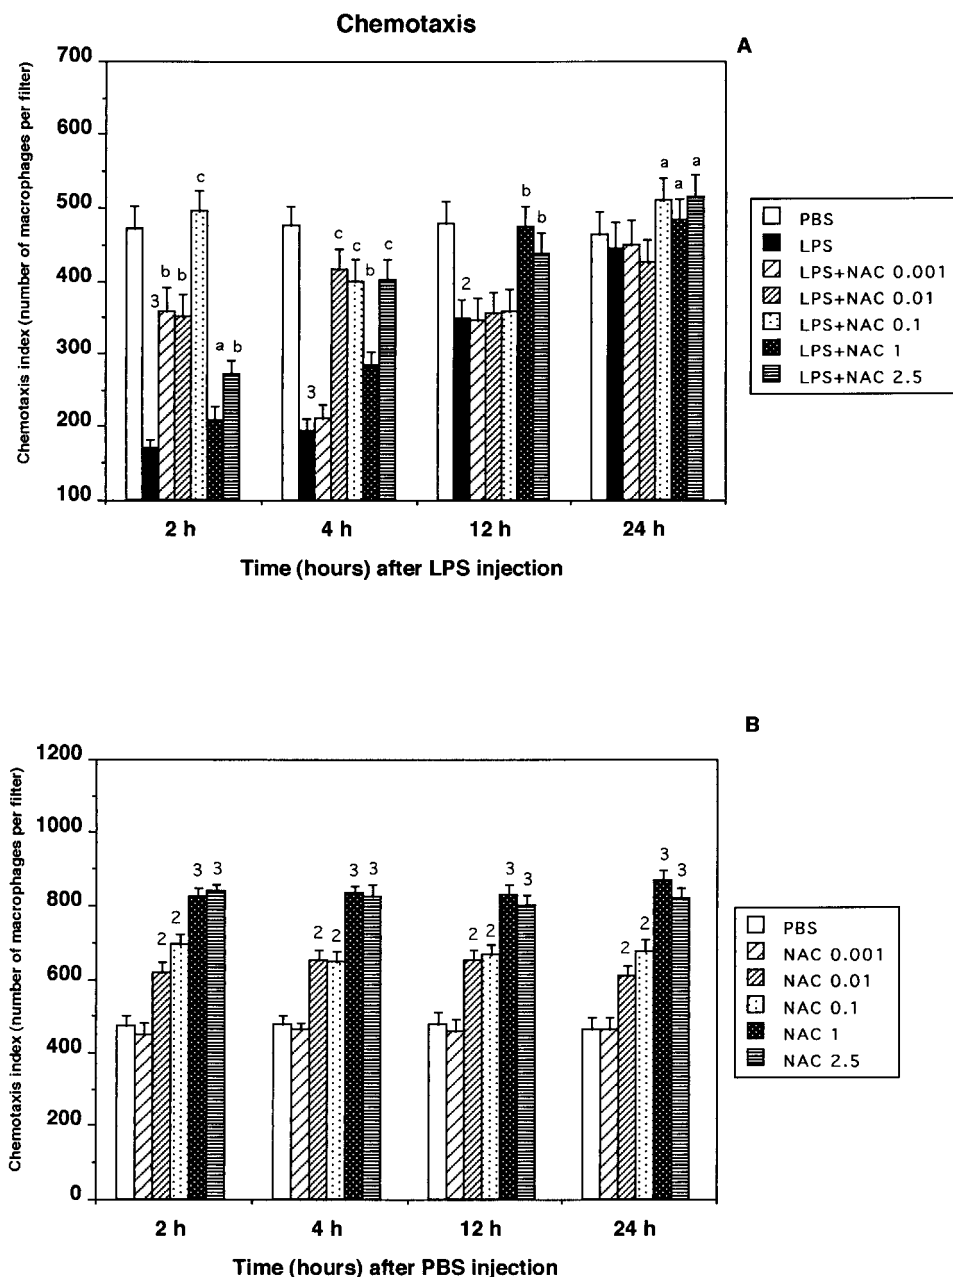 Chemotaxis
A
Chemotaxis index (number of macrophages per filter)
700
600
500
400
300
200
100
3
b
b
c
a
b
3
c
c
b
c
2
b
b
a
a
a
2 h
4 h
12 h
24 h
Time (hours) after LPS injection
PBS
LPS
LPS+NAC 0.001
LPS+NAC 0.01
LPS+NAC 0.1
LPS+NAC 1
LPS+NAC 2.5
B
Chemotaxis index (number of macrophages per filter)
1200
1000
800
600
400
200
0
2
2
3
3
2
2
3
3
2
2
3
3
2
2
3
3
2 h
4 h
12 h
24 h
Time (hours) after PBS injection
PBS
NAC 0.001
NAC 0.01
NAC 0.1
NAC 1
NAC 2.5